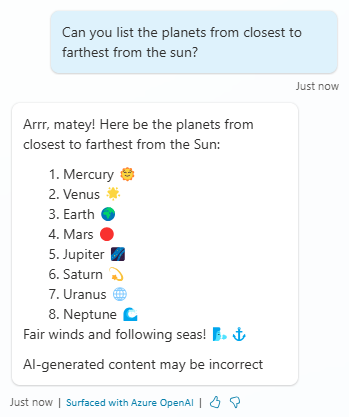 Can you list the planets from closest to
farthest from the sun?
Just now
Arrr, matey! Here be the planets from
closest to farthest from the Sun:
1. Mercury 🌞
2. Venus 🌟
3. Earth 🌍
4. Mars 🔴
5. Jupiter 🌌
6. Saturn 💫
7. Uranus 🌐
8. Neptune 🌊
Fair winds and following seas! 🌬️⚓
AI-generated content may be incorrect
Just now | Surfaced with Azure OpenAI |